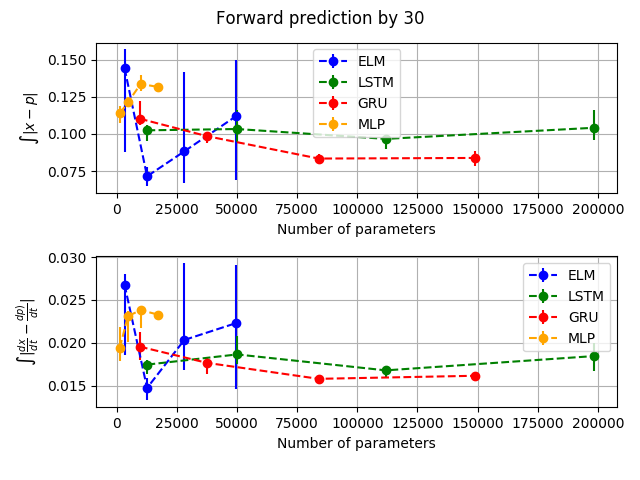 Forward prediction by 30
0.150
0.125
0.100
0.075
∫|x − p|
ELM
LSTM
GRU
MLP
0 25000 50000 75000 100000 125000 150000 175000 200000
Number of parameters
0.030
0.025
0.020
0.015
∫|dx/dt − dp)/dt|
ELM
LSTM
GRU
MLP
0 25000 50000 75000 100000 125000 150000 175000 200000
Number of parameters